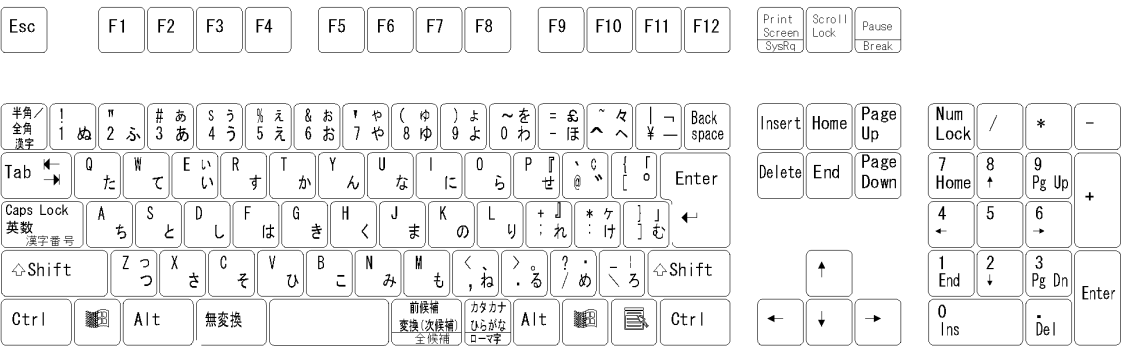 Esc F1 F2 F3 F4 F5 F6 F7 F8 F9 F10 F11 F12 Print Screen SysRq Scroll Lock Pause Break
半角/全角 漢字 ! 1 ぬ " 2 ふ # ぁ 3 あ S ぅ 4 う % ぇ 5 え & ぉ 6 お ' ゃ 7 や ( ゅ 8 ゆ ) ょ 9 よ ~ を 0 わ = £ - ほ ~ 々 ^ へ | ¬ ¥ — Back space Insert Home Page Up Num Lock / * -
Tab Q た W て E ぃ い R す T か Y ん U な I に O ら P 『 せ ` ¢ @ ゛ { 「 [ ゜ Enter Delete End Page Down 7 Home 8 ↑ 9 Pg Up +
Caps Lock 英数 漢字番号 A ち S と D し F は G き H く J ま K の L り + 』 ; れ * ヶ : け } 」 ] む ↵ 4 ← 5 6 →
⇧Shift Z っ つ X さ C そ V ひ B こ N み M も < 、 , ね > 。 . る ? ・ / め _ ¦ \ ろ ⇧Shift ↑ 1 End 2 ↓ 3 Pg Dn Enter
Ctrl Alt 無変換 前候補 変換(次候補) 全候補 カタカナ ひらがな ローマ字 Alt Ctrl ← ↓ → 0 Ins . Del